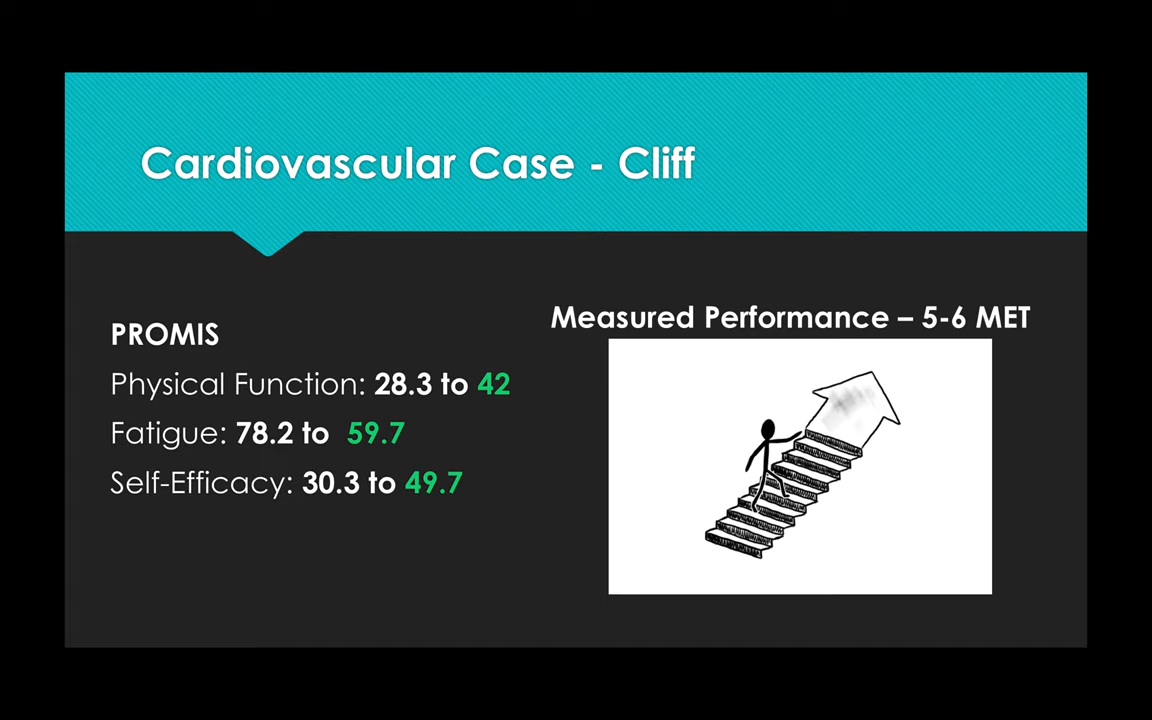 Cardiovascular Case - Cliff
PROMIS
Physical Function: 28.3 to 42
Fatigue: 78.2 to 59.7
Self-Efficacy: 30.3 to 49.7
Measured Performance – 5-6 MET